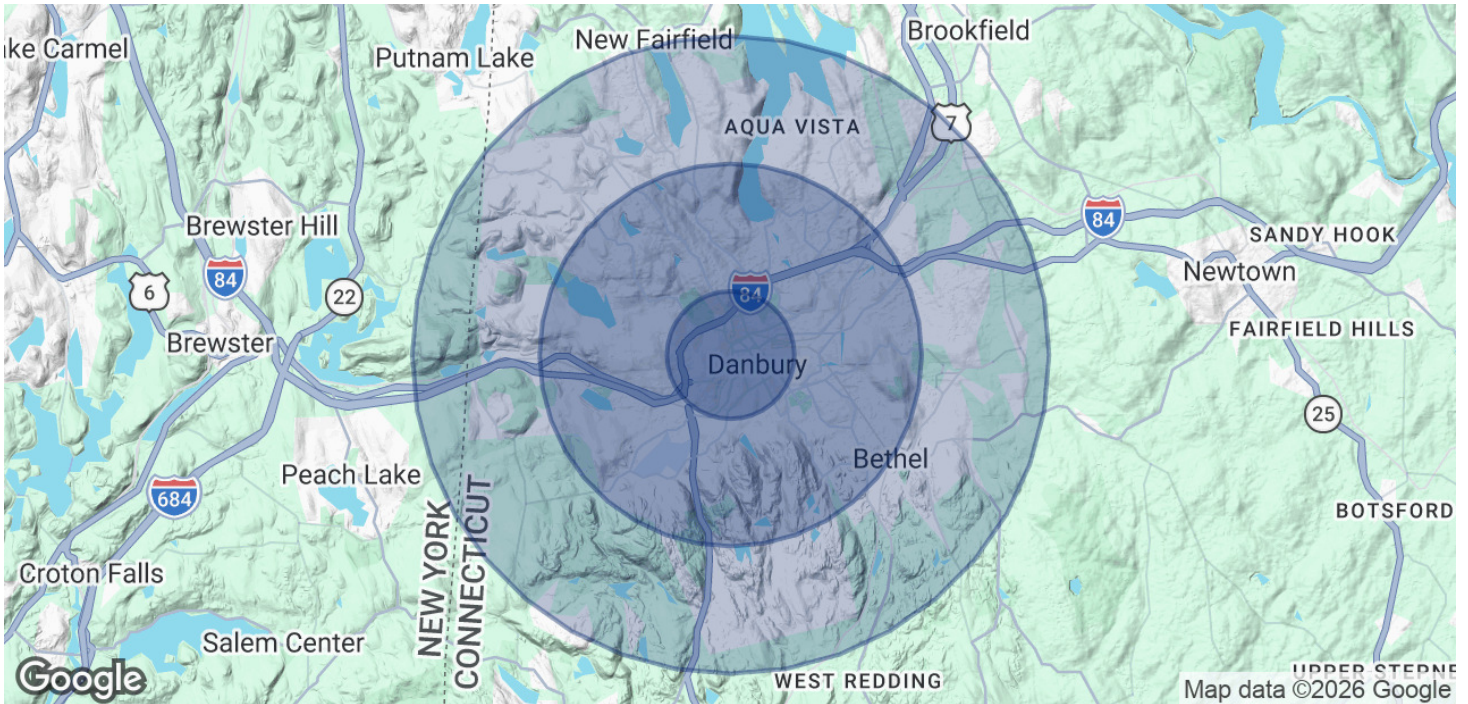 ke Carmel
Putnam Lake
New Fairfield
Brookfield
AQUA VISTA
7
Brewster Hill
84
SANDY HOOK
Newtown
84
6
22
84
FAIRFIELD HILLS
Brewster
Danbury
25
Bethel
Peach Lake
684
BOTSFORD
NEW YORK
CONNECTICUT
Croton Falls
Salem Center
WEST REDDING
UPPER STEPNE
Google
Map data ©2026 Google